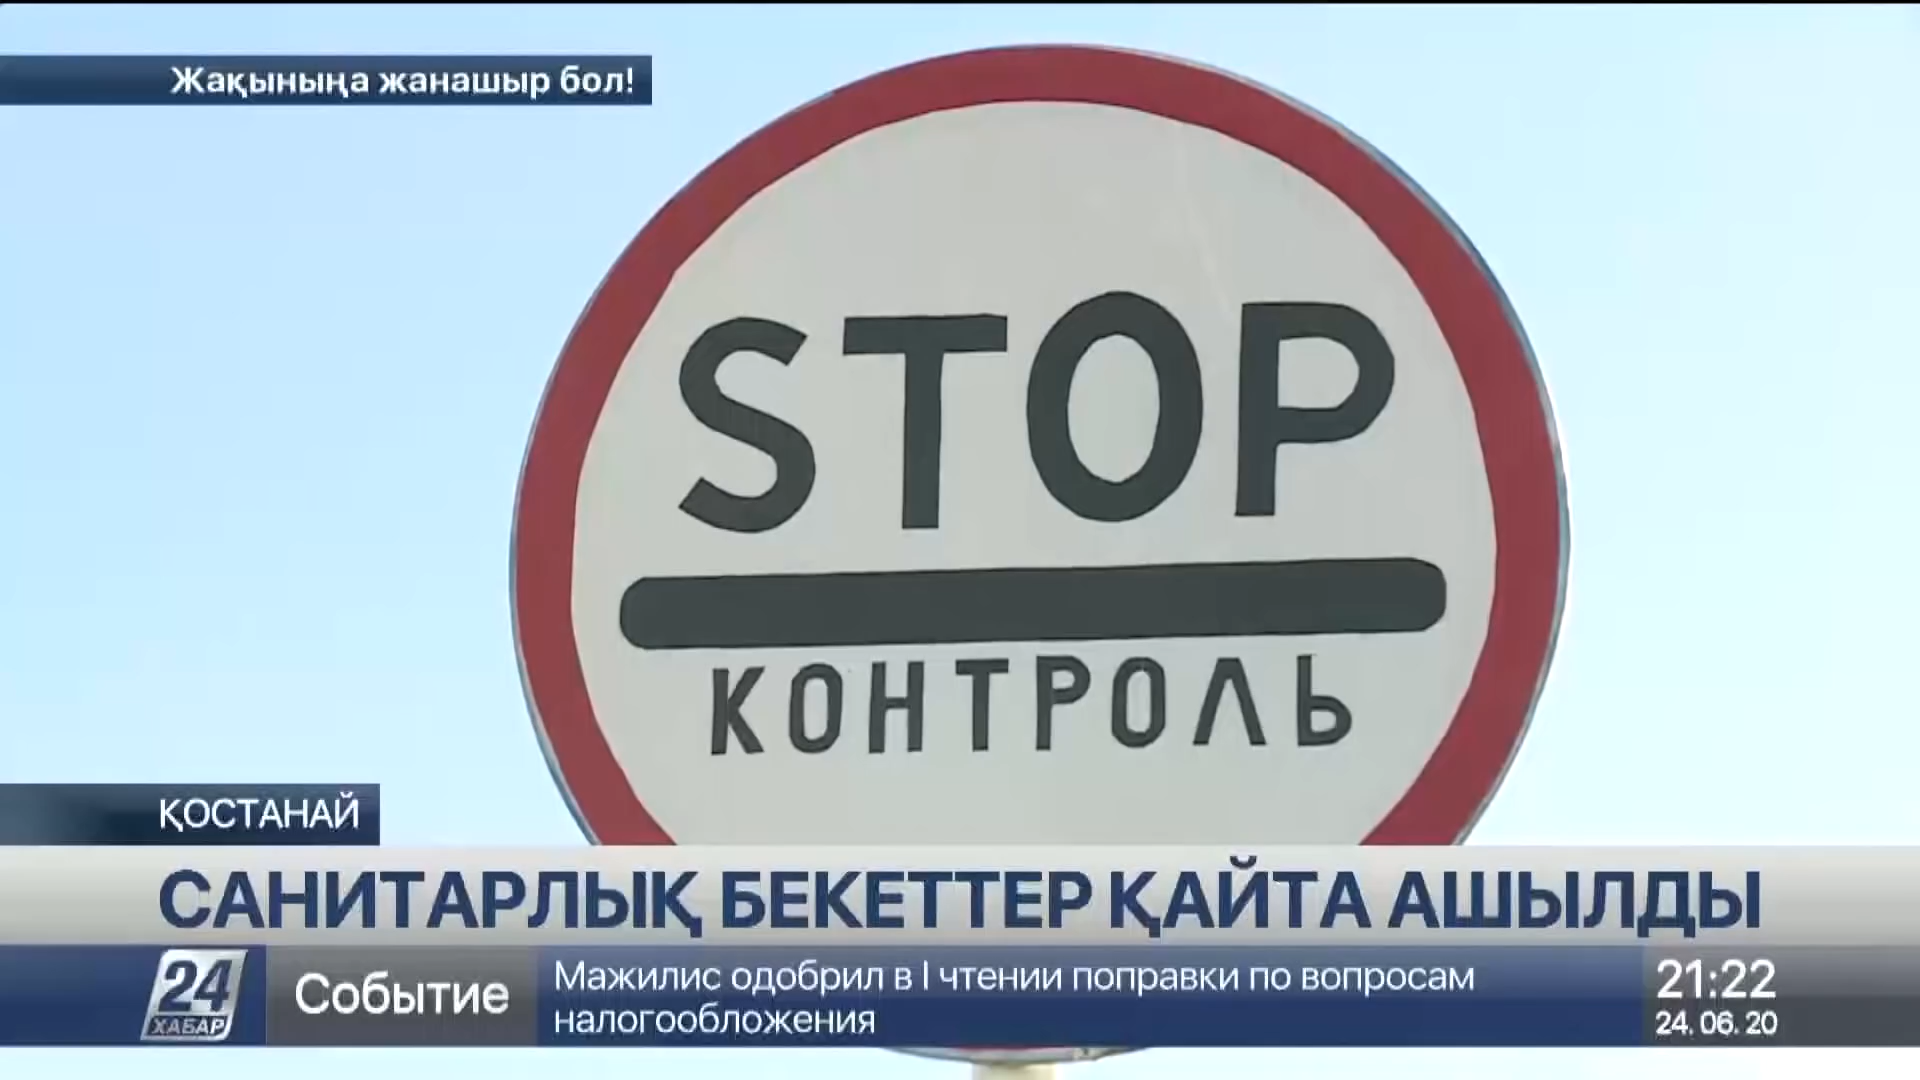 Жақыныңа жанашыр бол!
STOP
КОНТРОЛЬ
ҚОСТАНАЙ
САНИТАРЛЫҚ БЕКЕТТЕР ҚАЙТА АШЫЛДЫ
24
ХАБАР
Событие
Мажилис одобрил в I чтении поправки по вопросам
налогообложения
21:22
24. 06. 20